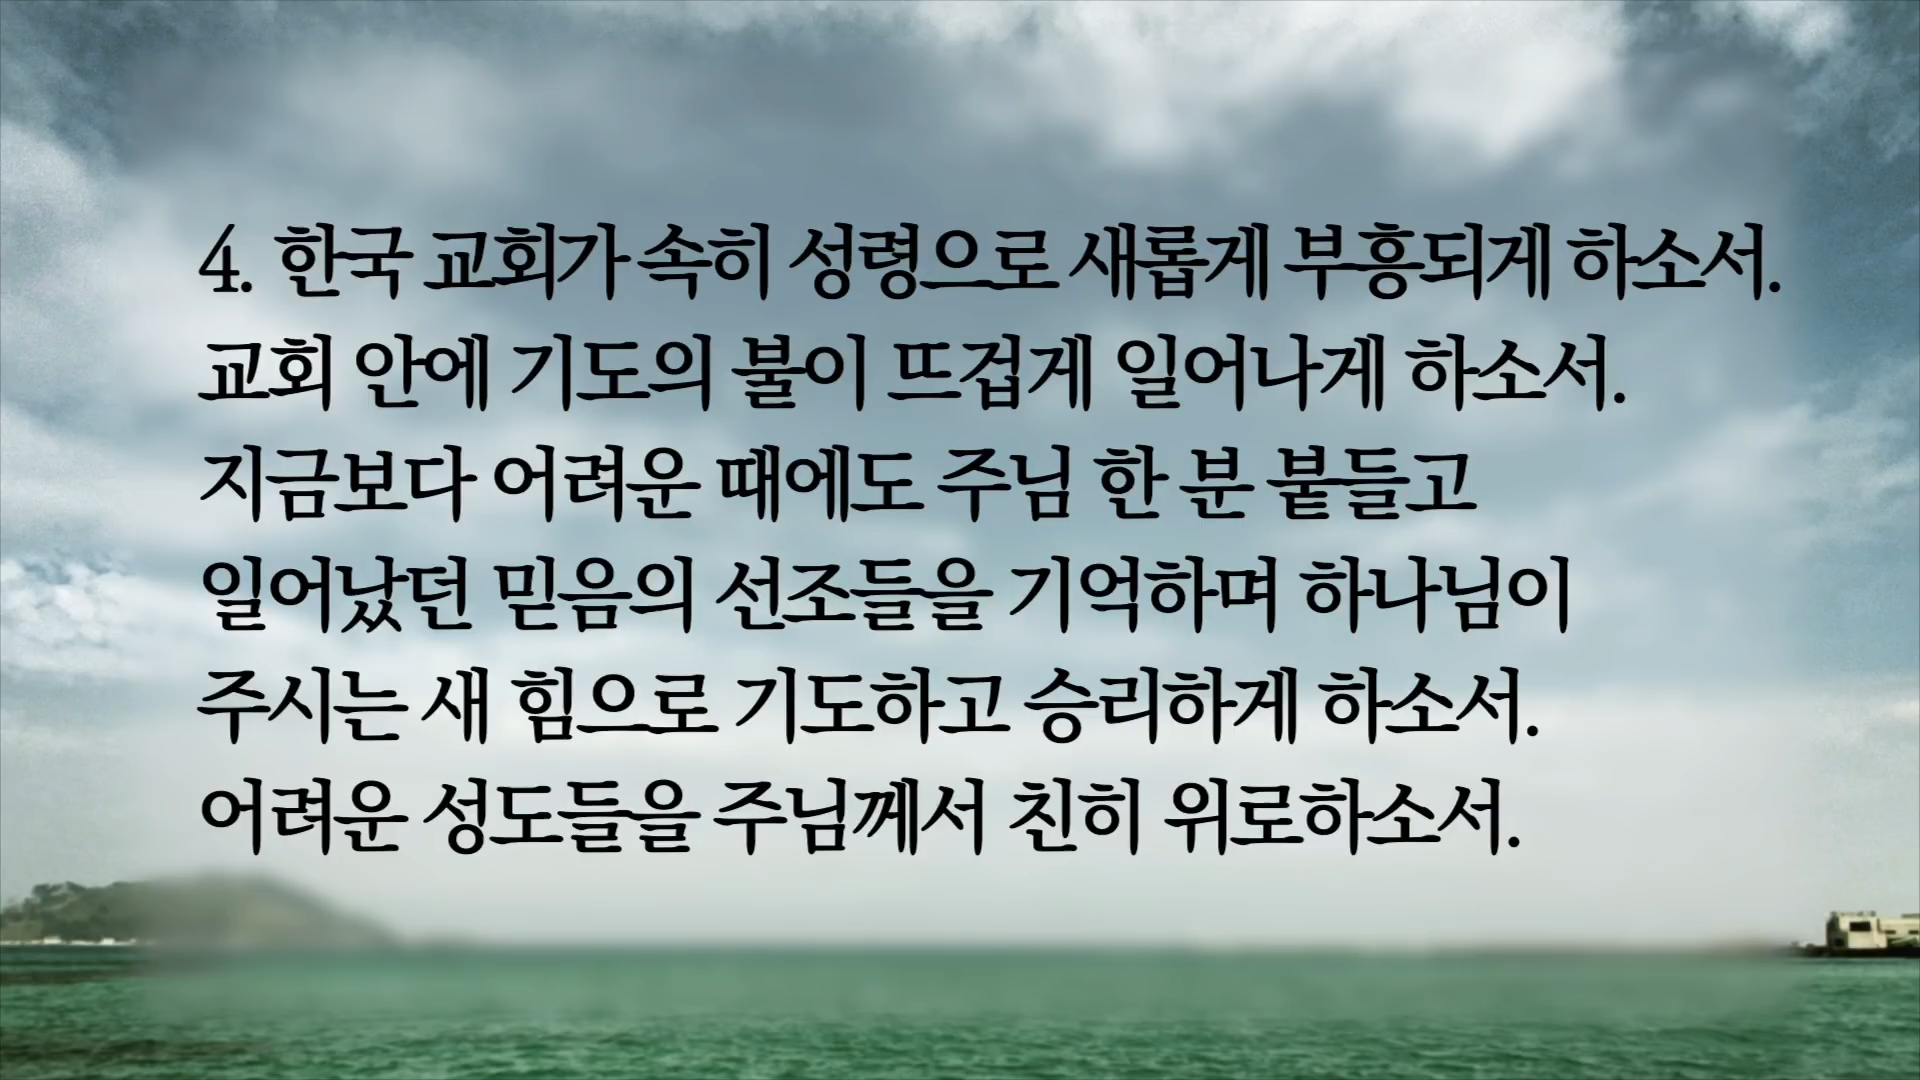 4. 한국 교회가 속히 성령으로 새롭게 부흥되게 하소서.
교회 안에 기도의 불이 뜨겁게 일어나게 하소서.
지금보다 어려운 때에도 주님 한 분 붙들고
일어났던 믿음의 선조들을 기억하며 하나님이
주시는 새 힘으로 기도하고 승리하게 하소서.
어려운 성도들을 주님께서 친히 위로하소서.